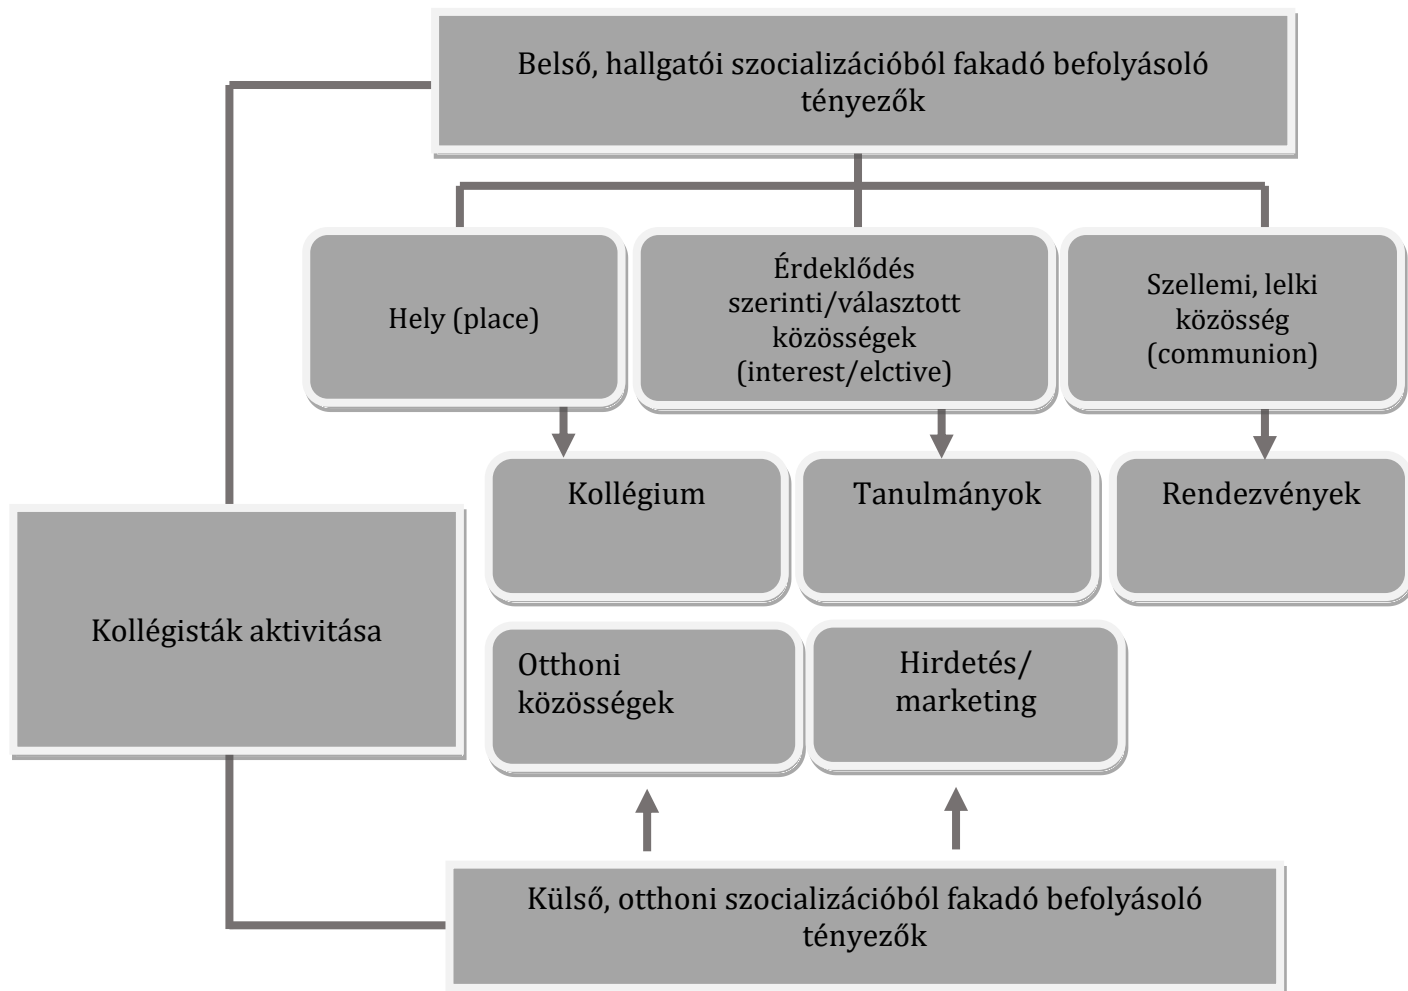 Belső, hallgatói szocializációból fakadó befolyásoló
tényezők
Hely (place)
Érdeklődés
szerinti/választott
közösségek
(interest/elctive)
Szellemi, lelki
közösség
(communion)
Kollégium
Tanulmányok
Rendezvények
Kollégisták aktivitása
Otthoni
közösségek
Hirdetés/
marketing
Külső, otthoni szocializációból fakadó befolyásoló
tényezők